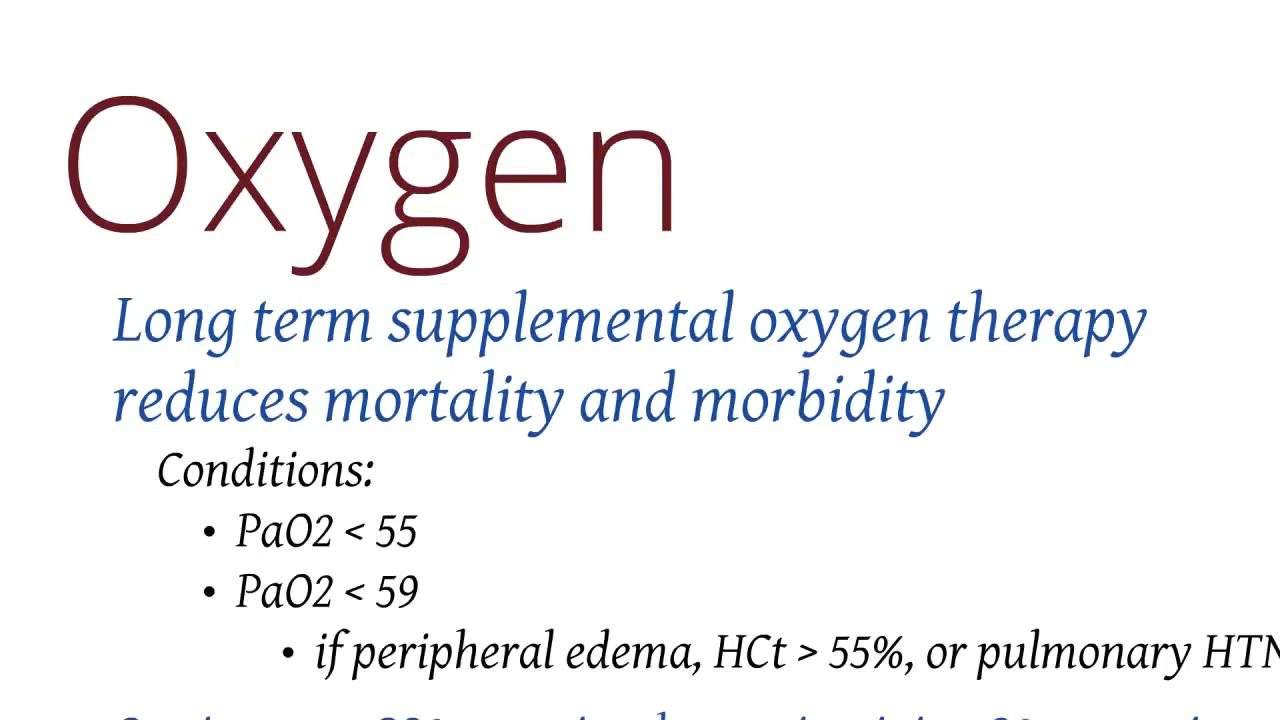 Oxygen
Long term supplemental oxygen therapy
reduces mortality and morbidity
Conditions:
• PaO2 < 55
• PaO2 < 59
• if peripheral edema, HCt > 55%, or pulmonary HTN